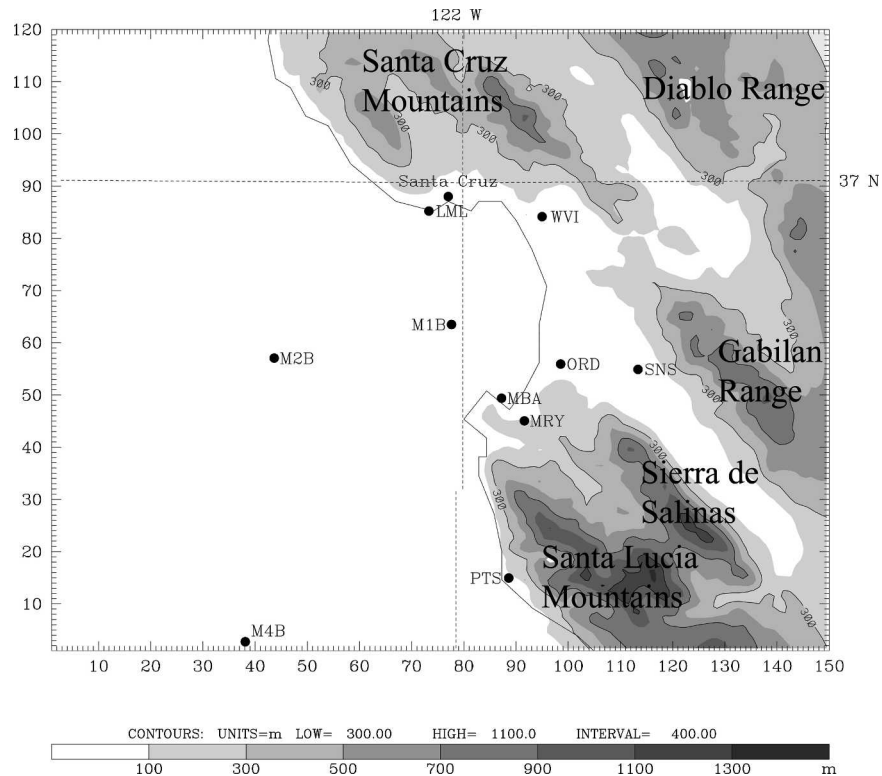 122 W
120
110
100
90
80
70
60
50
40
30
20
10
Santa Cruz
Mountains
Diablo Range
300
300
300
300
300
37 N
Santa Cruz
LML
WVI
M1B
M2B
ORD
SNS
MBA
MRY
Gabilan
Range
300
300
300
300
Sierra de
Salinas
Santa Lucia
Mountains
PTS
M4B
300
10 20 30 40 50 60 70 80 90 100 110 120 130 140 150
CONTOURS: UNITS=m LOW= 300.00 HIGH= 1100.0 INTERVAL= 400.00
100 300 500 700 900 1100 1300 m